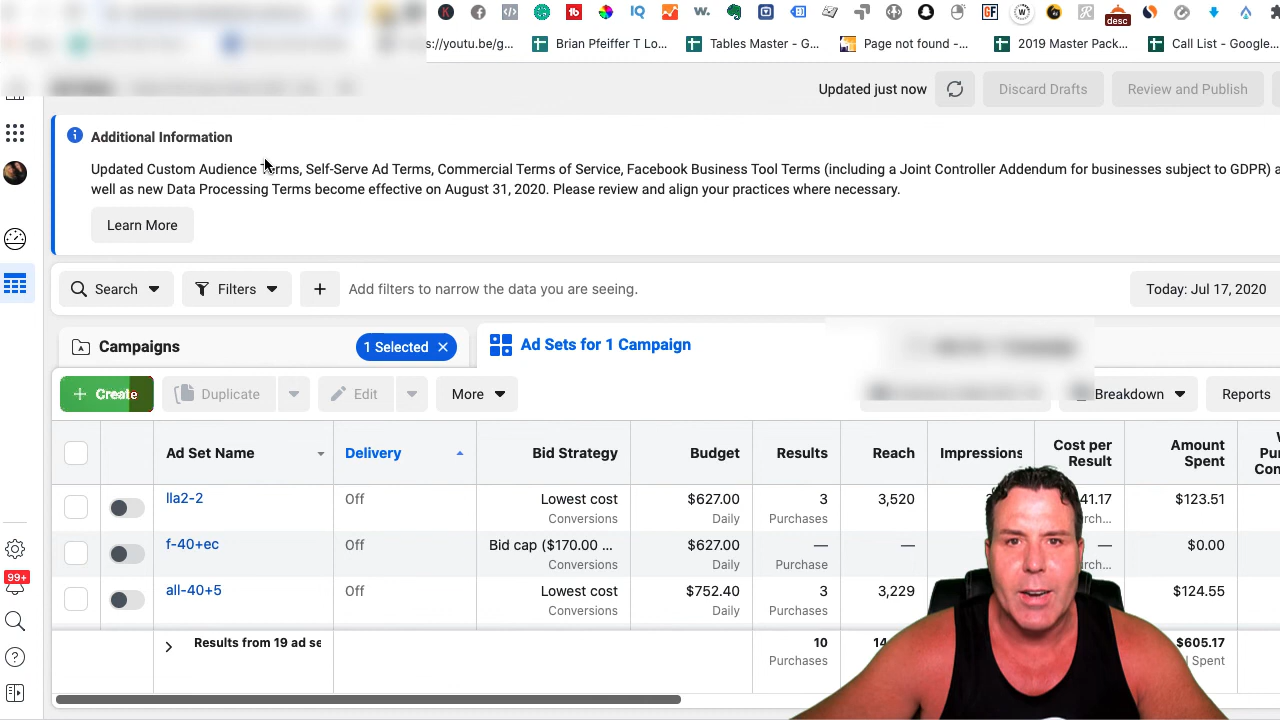 desc
s://youtu.be/g...
Brian Pfeiffer T Lo...
Tables Master - G...
Page not found -...
2019 Master Pack...
Call List - Google...
Updated just now
Discard Drafts
Review and Publish
Additional Information
Updated Custom Audience Terms, Self-Serve Ad Terms, Commercial Terms of Service, Facebook Business Tool Terms (including a Joint Controller Addendum for businesses subject to GDPR) a
well as new Data Processing Terms become effective on August 31, 2020. Please review and align your practices where necessary.
Learn More
Search
Filters
Add filters to narrow the data you are seeing.
Today: Jul 17, 2020
Campaigns
1 Selected
Ad Sets for 1 Campaign
Create
Duplicate
Edit
More
Breakdown
Reports
Ad Set Name
Delivery
Bid Strategy
Budget
Results
Reach
Impressions
Cost per
Result
Amount
Spent
lla2-2
Off
Lowest cost
Conversions
$627.00
Daily
3
Purchases
3,520
41.17
$123.51
f-40+ec
Off
Bid cap ($170.00 ...
Conversions
$627.00
Daily
—
Purchase
—
—
$0.00
all-40+5
Off
Lowest cost
Conversions
$752.40
Daily
3
Purchases
3,229
$124.55
Results from 19 ad se
10
Purchases
14
$605.17
Spent
99+